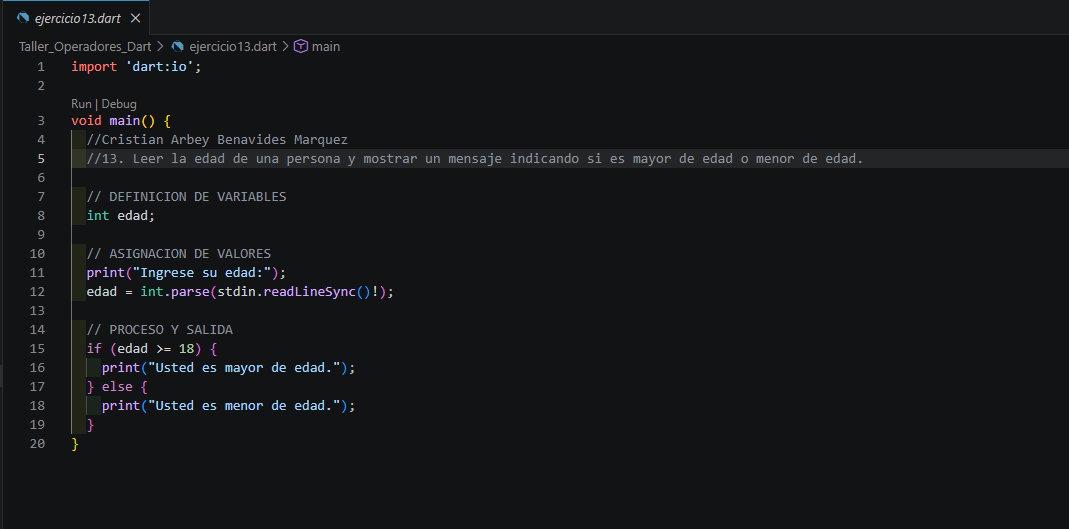 ejercicio13.dart
Taller_Operadores_Dart > ejercicio13.dart > main
1 import 'dart:io';
2
Run | Debug
3 void main() {
4 //Cristian Arbey Benavides Marquez
5 //13. Leer la edad de una persona y mostrar un mensaje indicando si es mayor de edad o menor de edad.
6
7 // DEFINICION DE VARIABLES
8 int edad;
9
10 // ASIGNACION DE VALORES
11 print("Ingrese su edad:");
12 edad = int.parse(stdin.readLineSync()!);
13
14 // PROCESO Y SALIDA
15 if (edad >= 18) {
16 print("Usted es mayor de edad.");
17 } else {
18 print("Usted es menor de edad.");
19 }
20 }